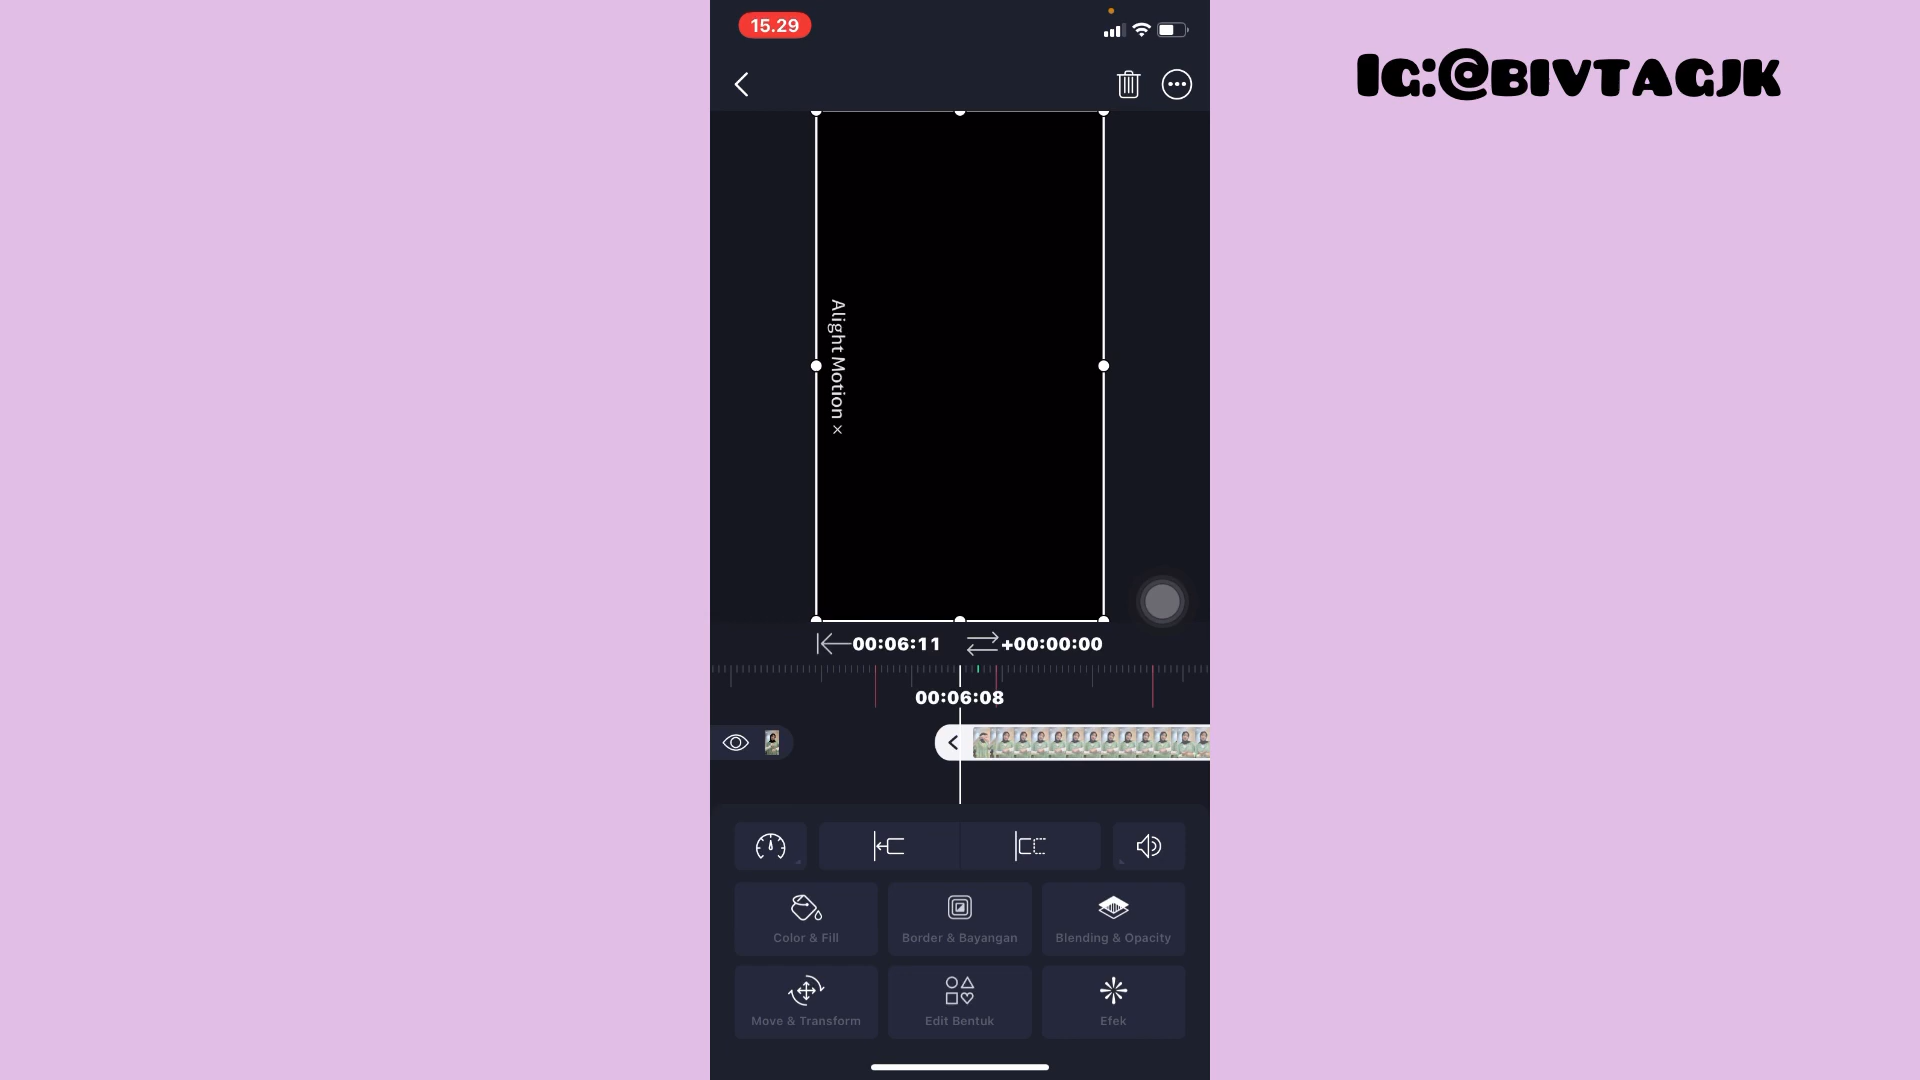 15.29
IG:@BIVTAGJK
Alight Motion ×
00:06:11
+00:00:00
00:06:08
Color & Fill
Border & Bayangan
Blending & Opacity
Move & Transform
Edit Bentuk
Efek